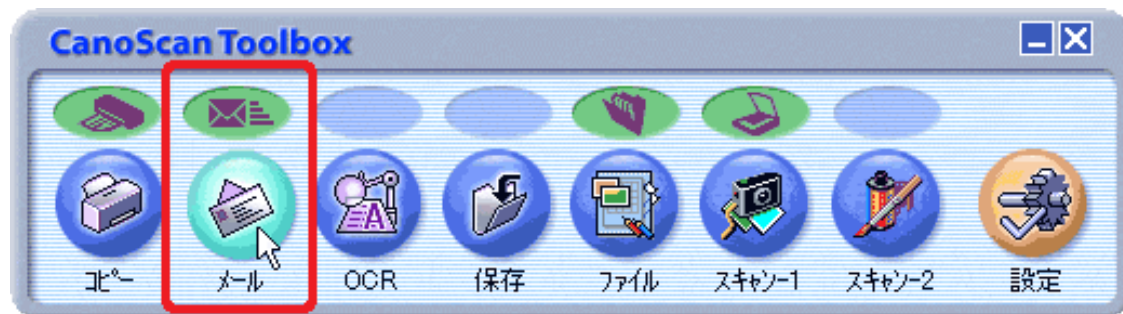 CanoScan Toolbox
コピー
メール
OCR
保存
ファイル
スキャン-1
スキャン-2
設定